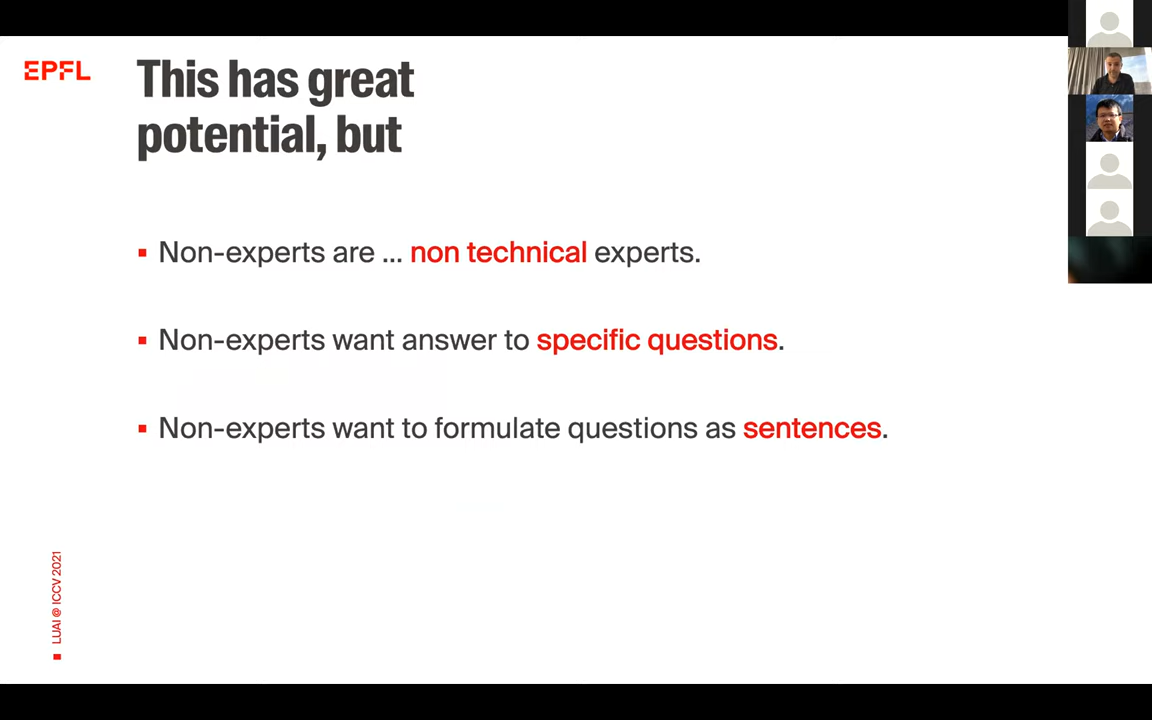 EPFL
This has great
potential, but
▪ Non-experts are ... non technical experts.
▪ Non-experts want answer to specific questions.
▪ Non-experts want to formulate questions as sentences.
LUAI @ ICCV 2021